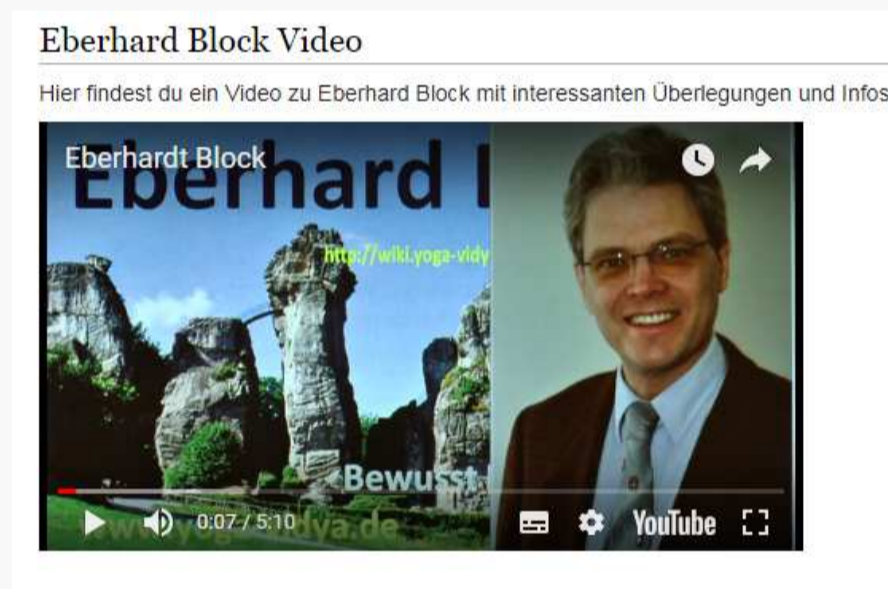 Eberhard Block Video
Hier findest du ein Video zu Eberhard Block mit interessanten Überlegungen und Infos
Eberhardt Block
Eberhard
http://wiki.yoga-vidy
Bewusst
0:07 / 5:10
YouTube